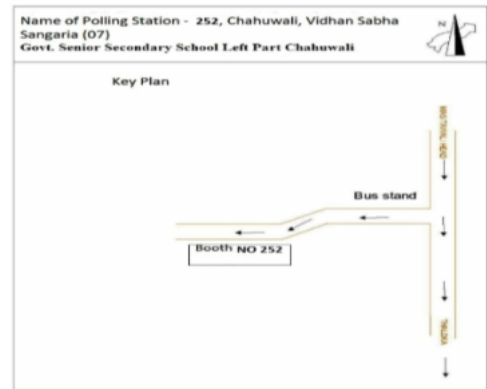 Name of Polling Station - 252, Chahuwali, Vidhan Sabha
Sangaria (07)
Govt. Senior Secondary School Left Part Chahuwali
N
Key Plan
HEAD
Bus stand
Booth NO 252